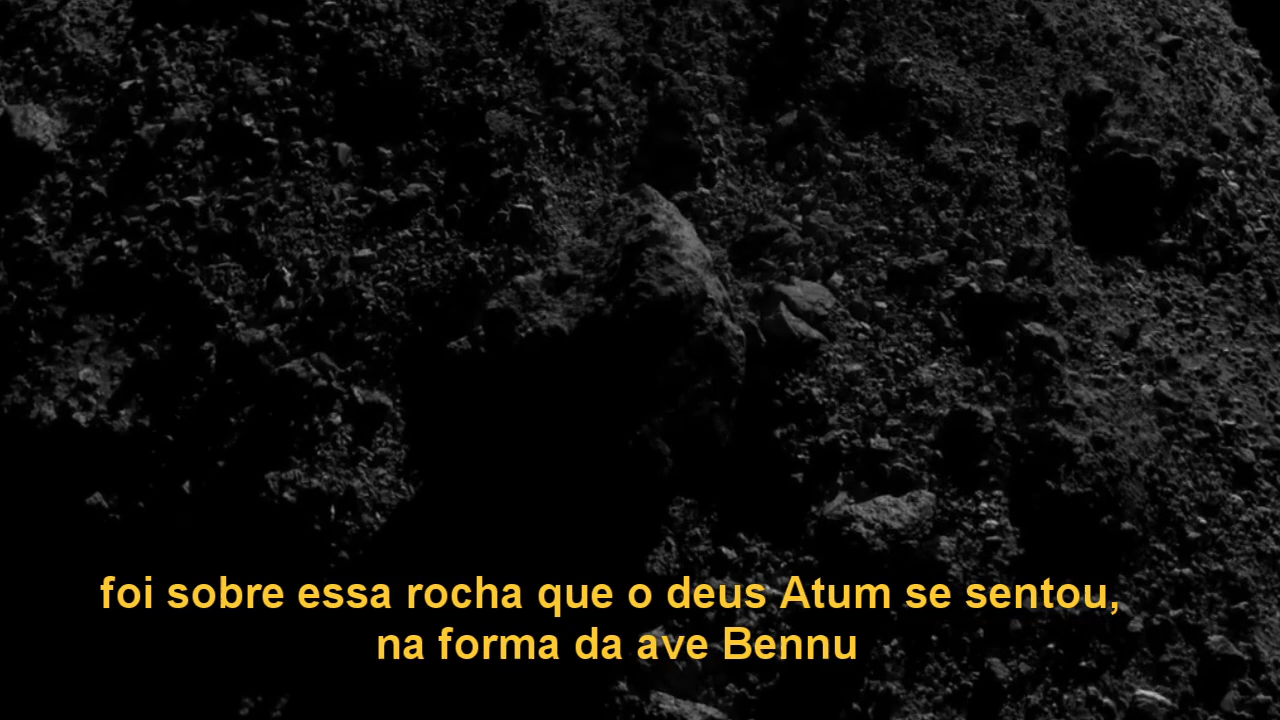 foi sobre essa rocha que o deus Atum se sentou,
na forma da ave Bennu